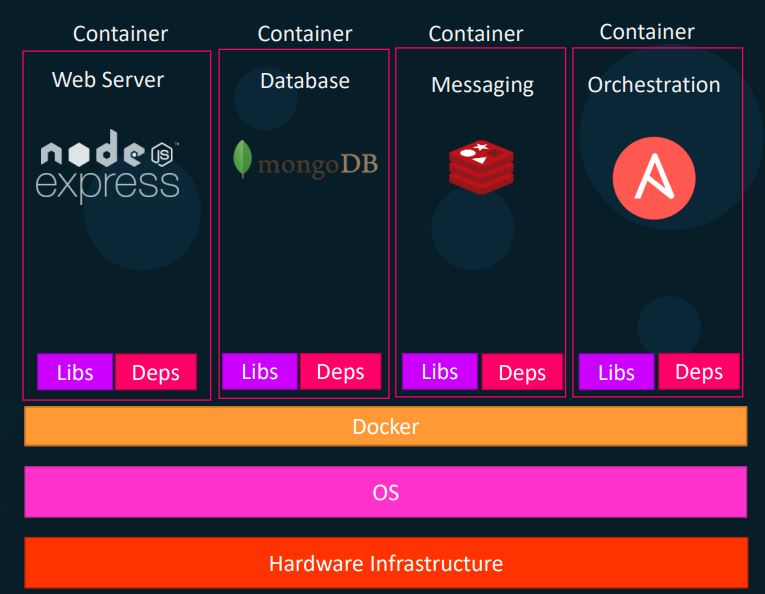 Container
Container
Container
Container
Web Server
Database
Messaging
Orchestration
node
JS
™
express
mongoDB
A
Libs
Deps
Libs
Deps
Libs
Deps
Libs
Deps
Docker
OS
Hardware Infrastructure